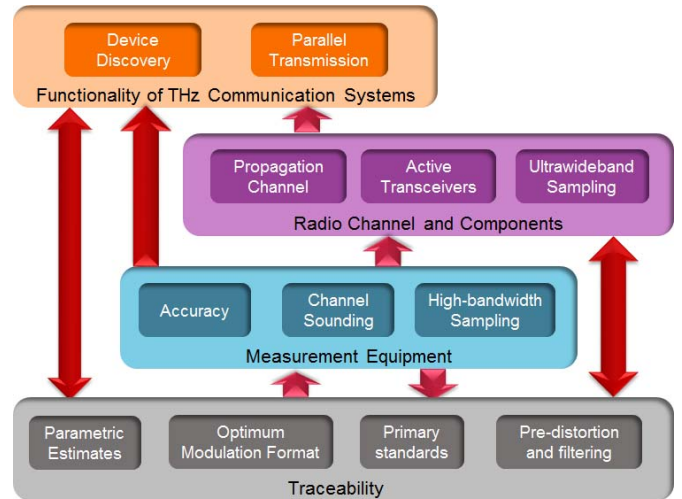 Device
Discovery
Parallel
Transmission
Functionality of THz Communication Systems
Propagation
Channel
Active
Transceivers
Ultrawideband
Sampling
Radio Channel and Components
Accuracy
Channel
Sounding
High-bandwidth
Sampling
Measurement Equipment
Parametric
Estimates
Optimum
Modulation Format
Primary
standards
Pre-distortion
and filtering
Traceability